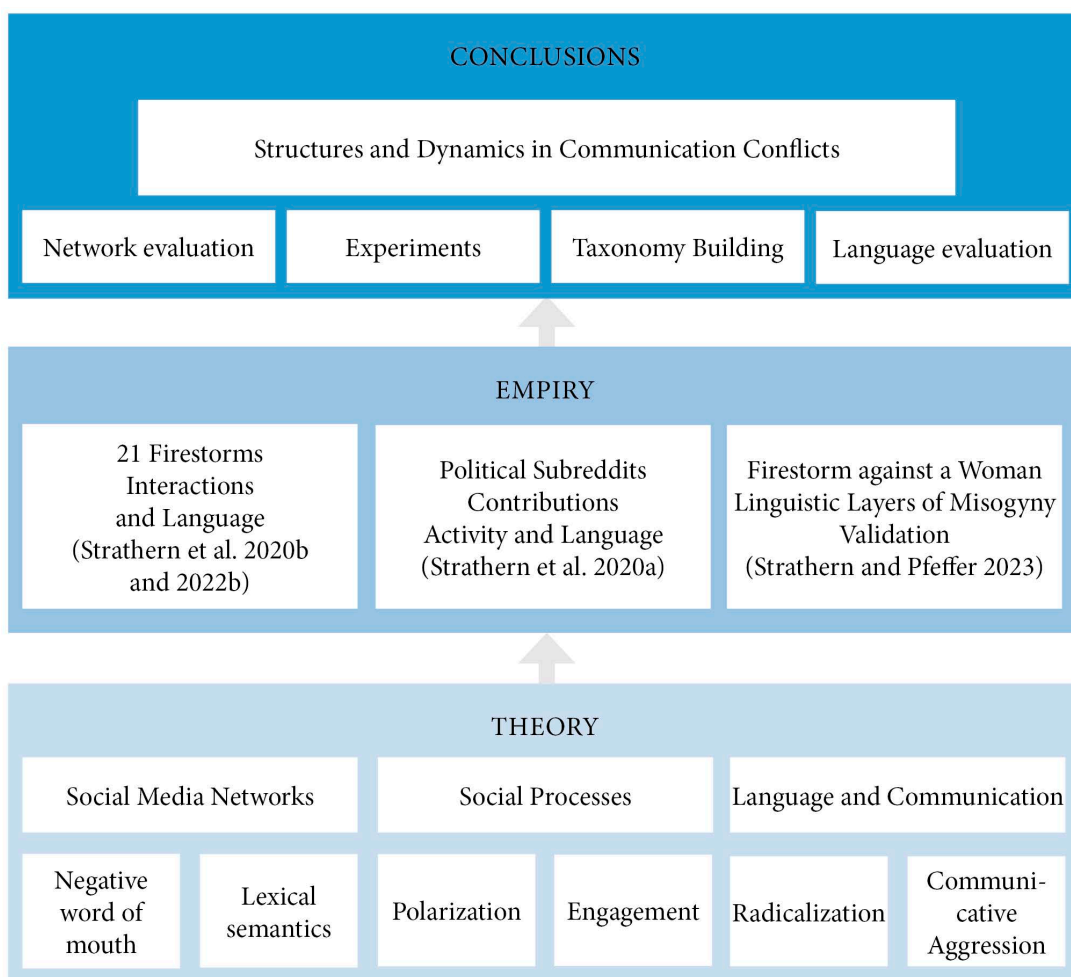 CONCLUSIONS
Structures and Dynamics in Communication Conflicts
Network evaluation
Experiments
Taxonomy Building
Language evaluation
EMPIRY
21 Firestorms
Interactions
and Language
(Strathern et al. 2020b
and 2022b)
Political Subreddits
Contributions
Activity and Language
(Strathern et al. 2020a)
Firestorm against a Woman
Linguistic Layers of Misogyny
Validation
(Strathern and Pfeffer 2023)
THEORY
Social Media Networks
Social Processes
Language and Communication
Negative
word of
mouth
Lexical
semantics
Polarization
Engagement
Radicalization
Communi-
cative
Aggression